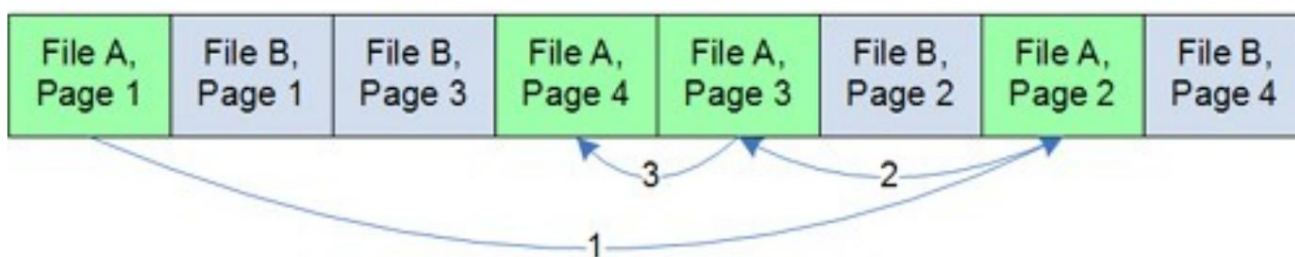 File A,
Page 1
File B,
Page 1
File B,
Page 3
File A,
Page 4
File A,
Page 3
File B,
Page 2
File A,
Page 2
File B,
Page 4
3
2
1